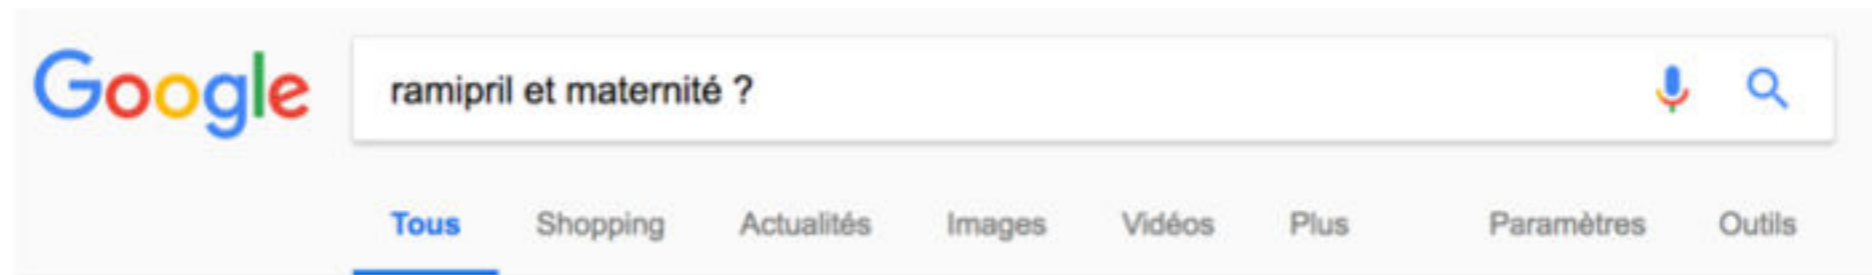 Google
ramipril et maternité ?
Tous Shopping Actualités Images Vidéos Plus Paramètres Outils